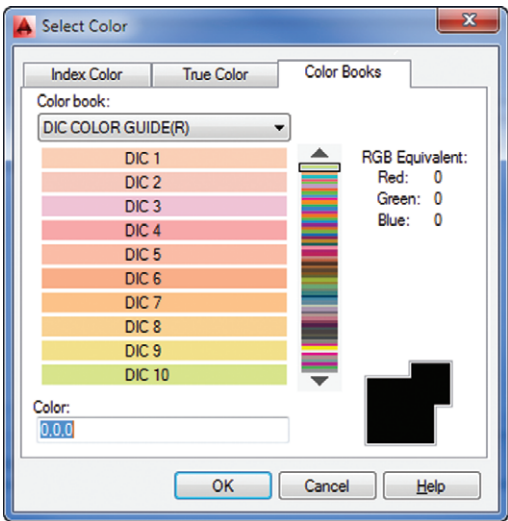 Select Color
Index Color
True Color
Color Books
Color book:
DIC COLOR GUIDE(R)
DIC 1
DIC 2
DIC 3
DIC 4
DIC 5
DIC 6
DIC 7
DIC 8
DIC 9
DIC 10
RGB Equivalent:
Red: 0
Green: 0
Blue: 0
Color:
0,0,0
OK
Cancel
Help